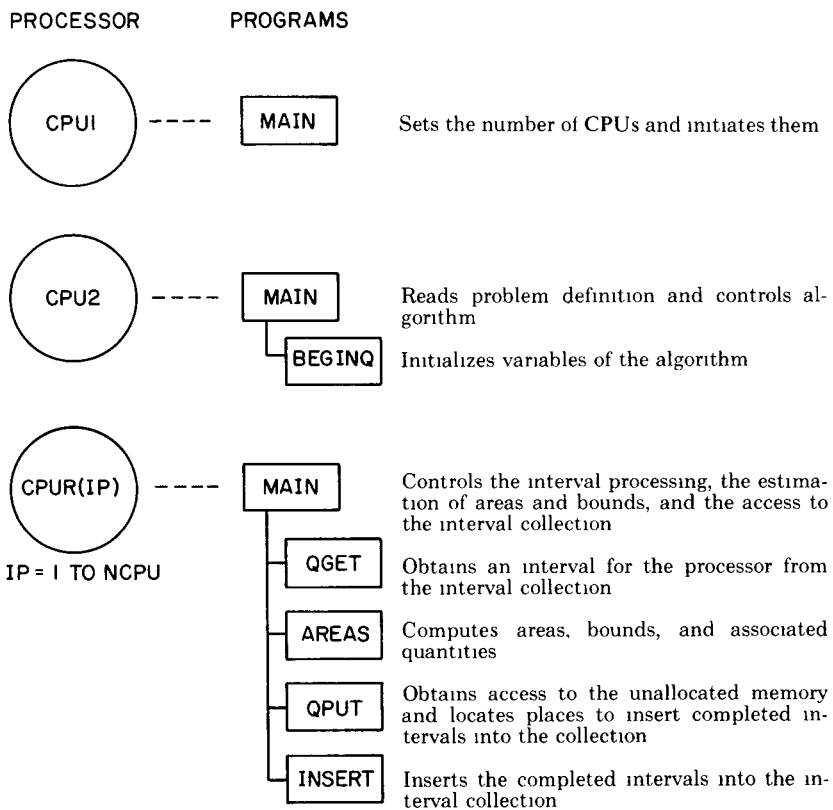 PROCESSOR PROGRAMS
CPU1 MAIN Sets the number of CPUs and initiates them
CPU2 MAIN Reads problem definition and controls al-
gorithm
BEGINQ Initializes variables of the algorithm
CPUR(IP) MAIN Controls the interval processing, the estima-
tion of areas and bounds, and the access to
the interval collection
IP = 1 TO NCPU
QGET Obtains an interval for the processor from
the interval collection
AREAS Computes areas, bounds, and associated
quantities
QPUT Obtains access to the unallocated memory
and locates places to insert completed in-
tervals into the collection
INSERT Inserts the completed intervals into the in-
terval collection